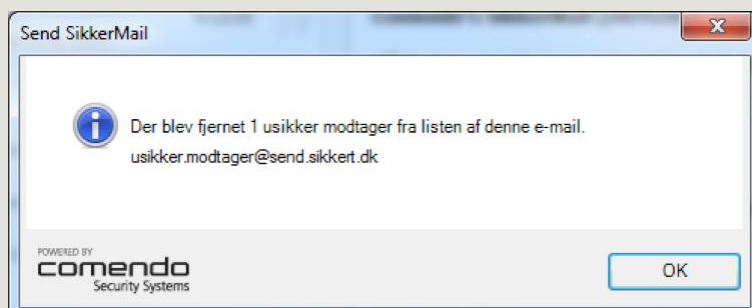 Send SikkerMail
Der blev fjernet 1 usikker modtager fra listen af denne e-mail.
usikker.modtager@send.sikkert.dk
POWERED BY
comendo
Security Systems
OK